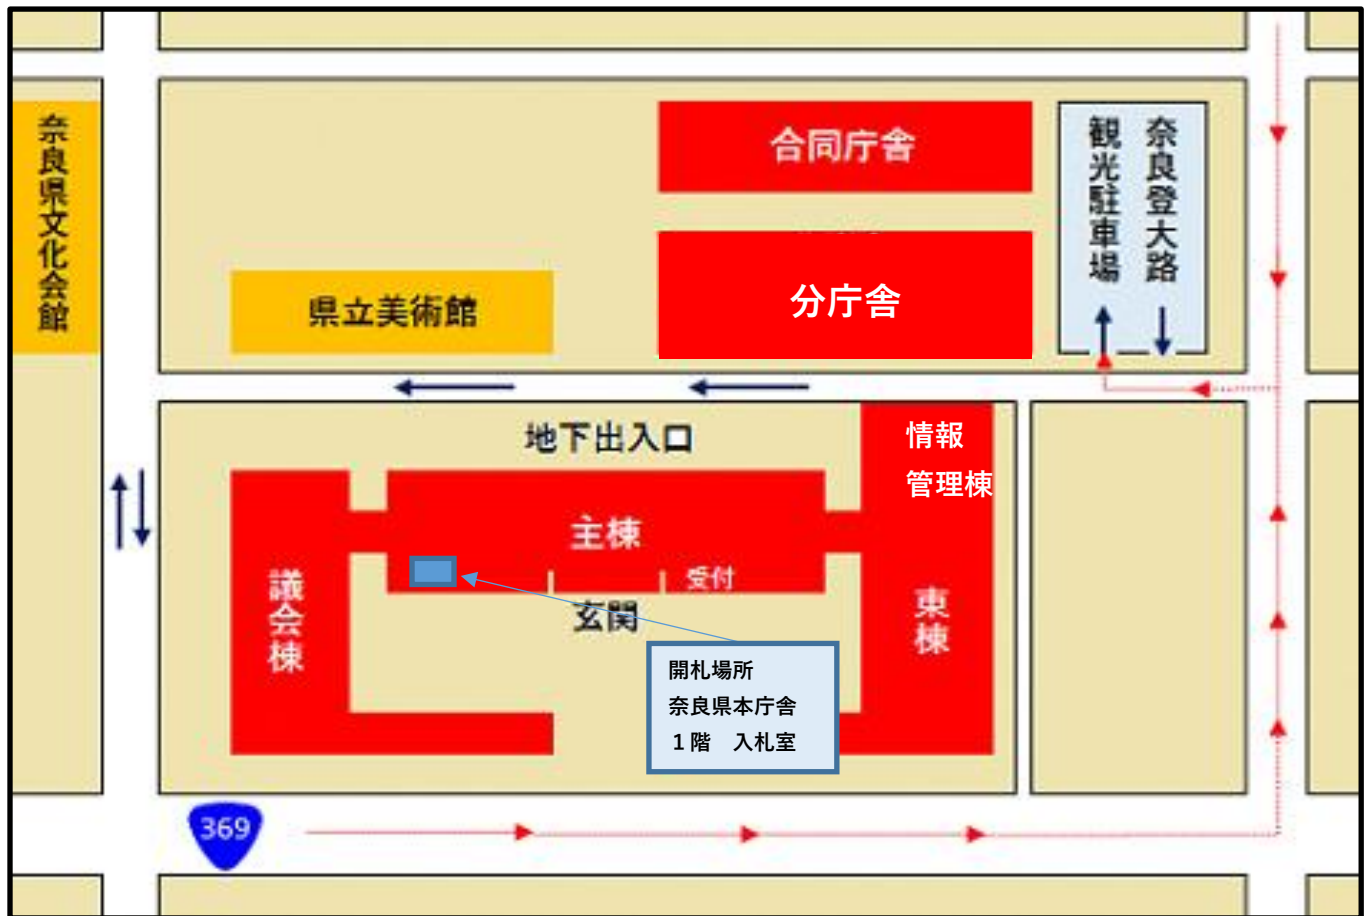 奈良県文化会館
合同庁舎
分庁舎
県立美術館
奈良登大路
観光駐車場
地下出入口
情報
管理棟
主棟
受付
玄関
議会棟
東棟
開札場所
奈良県本庁舎
１階　入札室
369